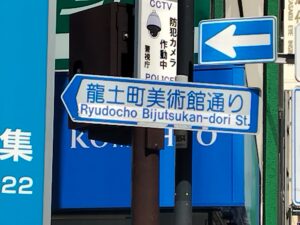 CCTV
防犯カメラ
作動中
警視庁
POLICE
龍土町美術館通り
Ryudocho Bijutsukan-dori St.
集
22